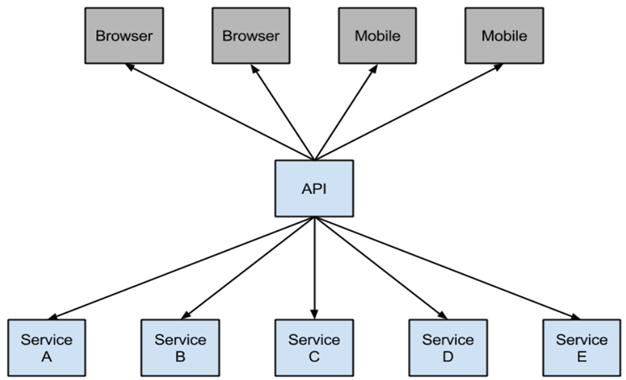 Browser
Browser
Mobile
Mobile
API
Service
A
Service
B
Service
C
Service
D
Service
E